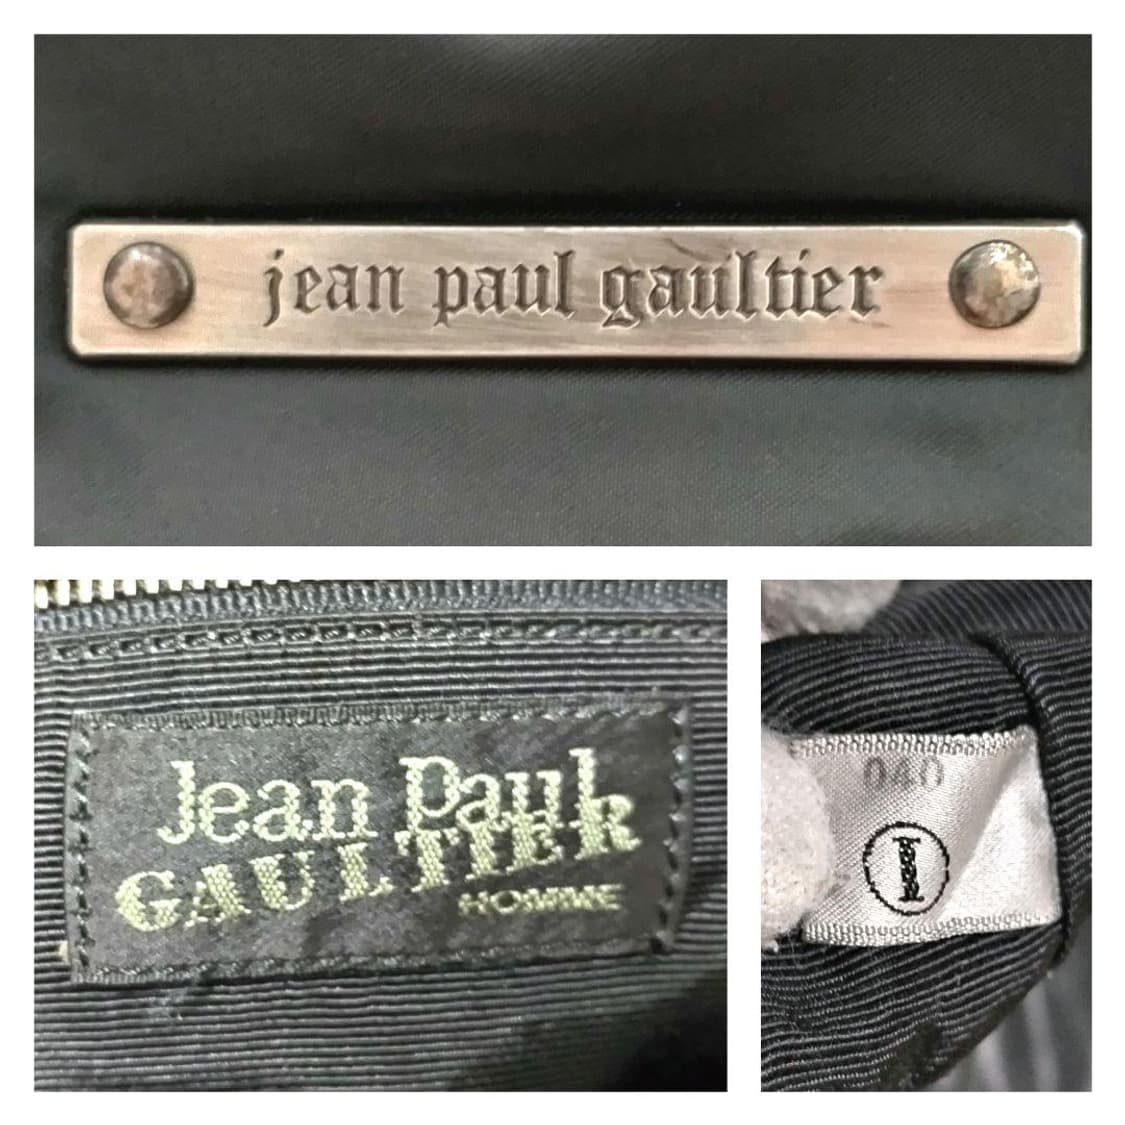 jean paul gaultier
Jean Paul
GAULTIER
HOMME
040
I